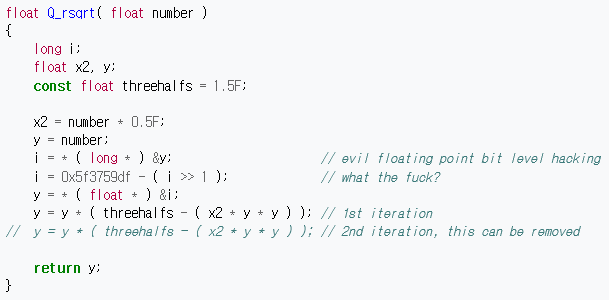 float Q_rsqrt( float number )
{
    long i;
    float x2, y;
    const float threehalfs = 1.5F;

    x2 = number * 0.5F;
    y = number;
    i = * ( long * ) &y;                       // evil floating point bit level hacking
    i = 0x5f3759df - ( i >> 1 );               // what the fuck?
    y = * ( float * ) &i;
    y = y * ( threehalfs - ( x2 * y * y ) ); // 1st iteration
//  y = y * ( threehalfs - ( x2 * y * y ) ); // 2nd iteration, this can be removed

    return y;
}